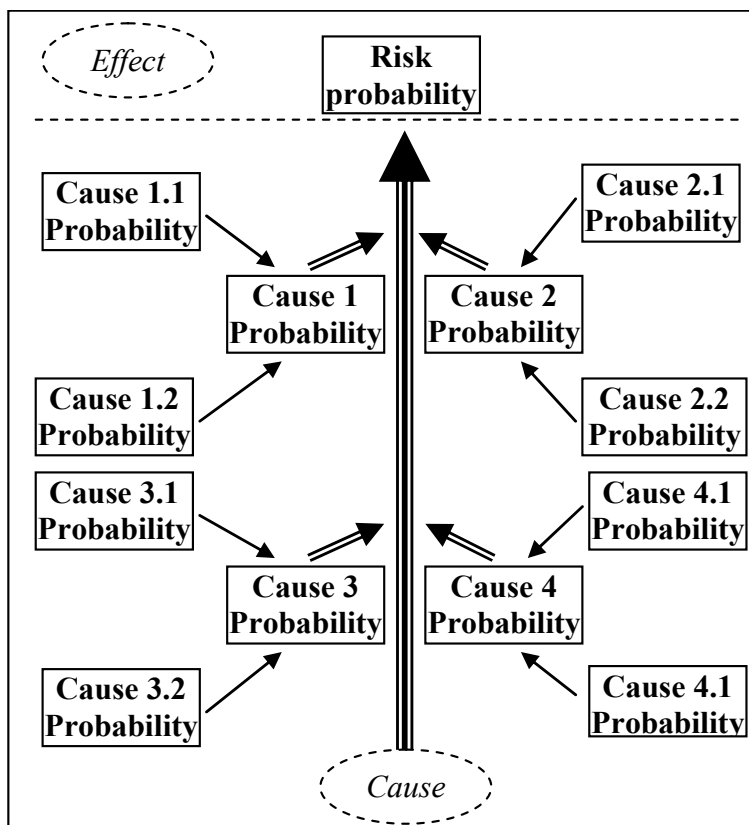 Effect
Risk
probability
Cause 1.1
Probability
Cause 2.1
Probability
Cause 1
Probability
Cause 2
Probability
Cause 1.2
Probability
Cause 2.2
Probability
Cause 3.1
Probability
Cause 4.1
Probability
Cause 3
Probability
Cause 4
Probability
Cause 3.2
Probability
Cause 4.1
Probability
Cause